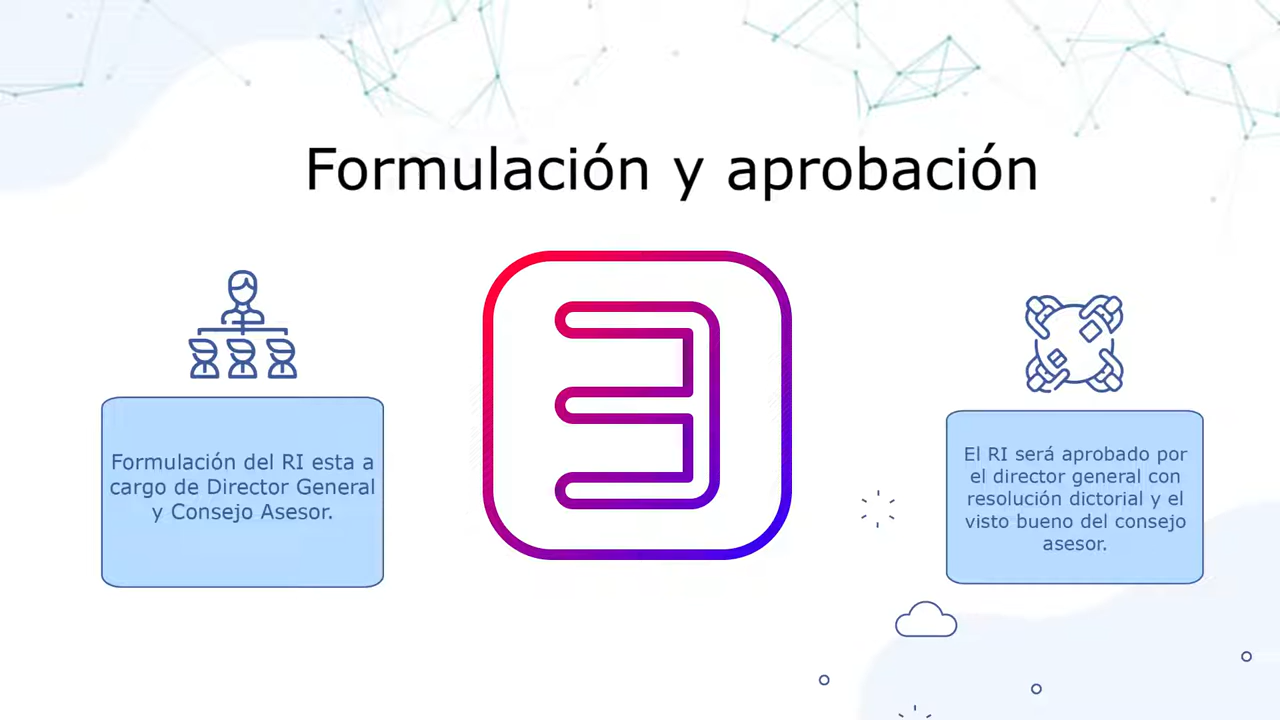 Formulación y aprobación
3
Formulación del RI esta a
cargo de Director General
y Consejo Asesor.
El RI será aprobado por
el director general con
resolución dictorial y el
visto bueno del consejo
asesor.